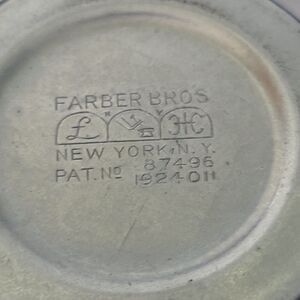 FARBER BROS
NEW YORK, N. Y.
87496
PAT. No 1924011